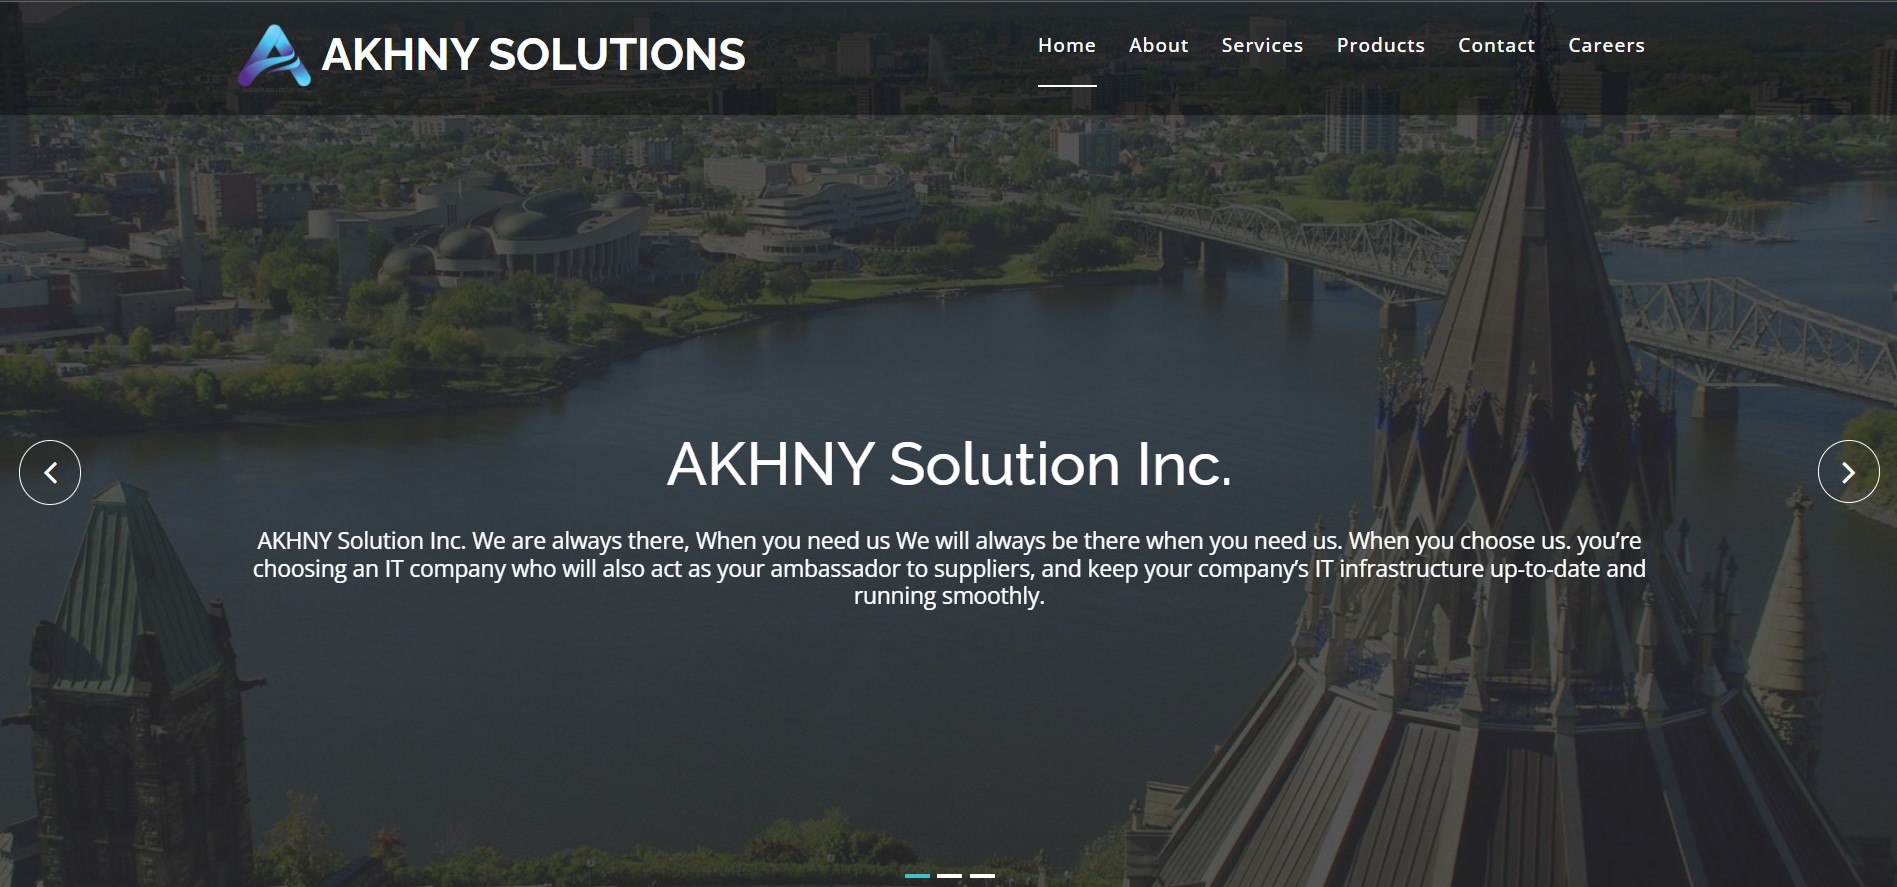 AKHNY SOLUTIONS
Home About Services Products Contact Careers
AKHNY Solution Inc.
AKHNY Solution Inc. We are always there, When you need us We will always be there when you need us. When you choose us. you’re
choosing an IT company who will also act as your ambassador to suppliers, and keep your company’s IT infrastructure up-to-date and
running smoothly.